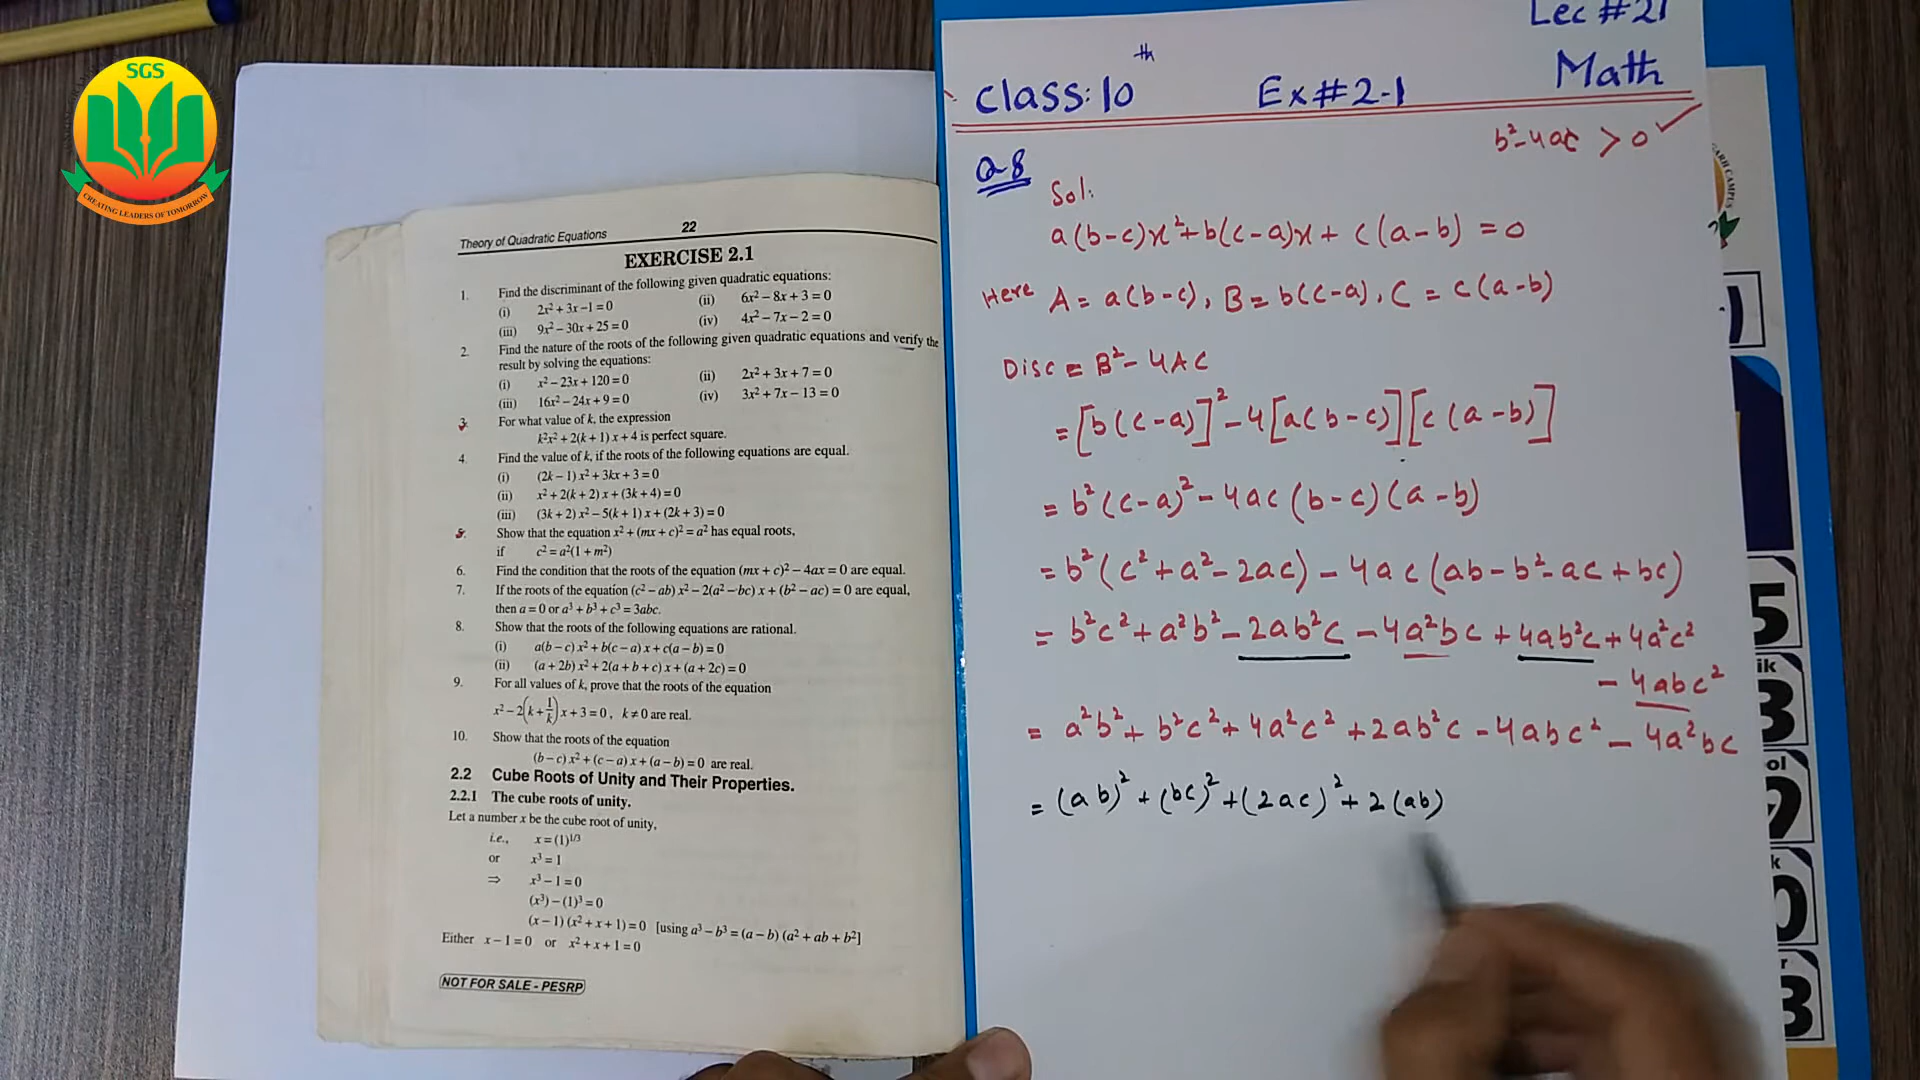 SGS
CREATING LEADERS OF TOMORROW
Theory of Quadratic Equations 22
EXERCISE 2.1
1. Find the discriminant of the following given quadratic equations:
(i) 2x² + 3x – 1 = 0 (ii) 6x² – 8x + 3 = 0
(iii) 9x² – 30x + 25 = 0 (iv) 4x² – 7x – 2 = 0
2. Find the nature of the roots of the following given quadratic equations and verify the
result by solving the equations:
(i) x² – 23x + 120 = 0 (ii) 2x² + 3x + 7 = 0
(iii) 16x² – 24x + 9 = 0 (iv) 3x² + 7x – 13 = 0
3. For what value of k, the expression
k²x² + 2(k + 1) x + 4 is perfect square.
4. Find the value of k, if the roots of the following equations are equal.
(i) (2k – 1) x² + 3kx + 3 = 0
(ii) x² + 2(k + 2) x + (3k + 4) = 0
(iii) (3k + 2) x² – 5(k + 1) x + (2k + 3) = 0
5. Show that the equation x² + (mx + c)² = a² has equal roots,
if c² = a²(1 + m²)
6. Find the condition that the roots of the equation (mx + c)² – 4ax = 0 are equal.
7. If the roots of the equation (c² – ab) x² – 2(a² – bc) x + (b² – ac) = 0 are equal,
then a = 0 or a³ + b³ + c³ = 3abc.
8. Show that the roots of the following equations are rational.
(i) a(b – c) x² + b(c – a) x + c(a – b) = 0
(ii) (a + 2b) x² + 2(a + b + c) x + (a + 2c) = 0
9. For all values of k, prove that the roots of the equation
x² – 2(k + 1/k) x + 3 = 0 , k ≠ 0 are real.
10. Show that the roots of the equation
(b – c) x² + (c – a) x + (a – b) = 0 are real.
2.2 Cube Roots of Unity and Their Properties.
2.2.1 The cube roots of unity.
Let a number x be the cube root of unity,
i.e., x = (1)^1/3
or x³ = 1
⇒ x³ – 1 = 0
(x³) – (1)³ = 0
(x – 1) (x² + x + 1) = 0 [using a³ – b³ = (a – b) (a² + ab + b²]
Either x – 1 = 0 or x² + x + 1 = 0
NOT FOR SALE - PESRP
Lec #21
Class: 10th Ex#2-1 Math
b²-4ac > 0 ✓
Q8
Sol:
a(b-c)x²+b(c-a)x + c(a-b) = 0
Here A = a(b-c), B = b(c-a), C = c(a-b)
Disc = B² - 4AC
= [b(c-a)]² - 4[a(b-c)][c(a-b)]
= b²(c-a)² - 4ac(b-c)(a-b)
= b²(c²+a²-2ac) - 4ac(ab-b²-ac+bc)
= b²c²+a²b²-2ab²c-4a²bc+4ab²c+4a²c²
-4abc²
= a²b²+b²c²+4a²c²+2ab²c-4abc²-4a²bc
= (ab)²+(bc)²+(2ac)²+2(ab)
5
ik
3
ol
9
k
0
r
3